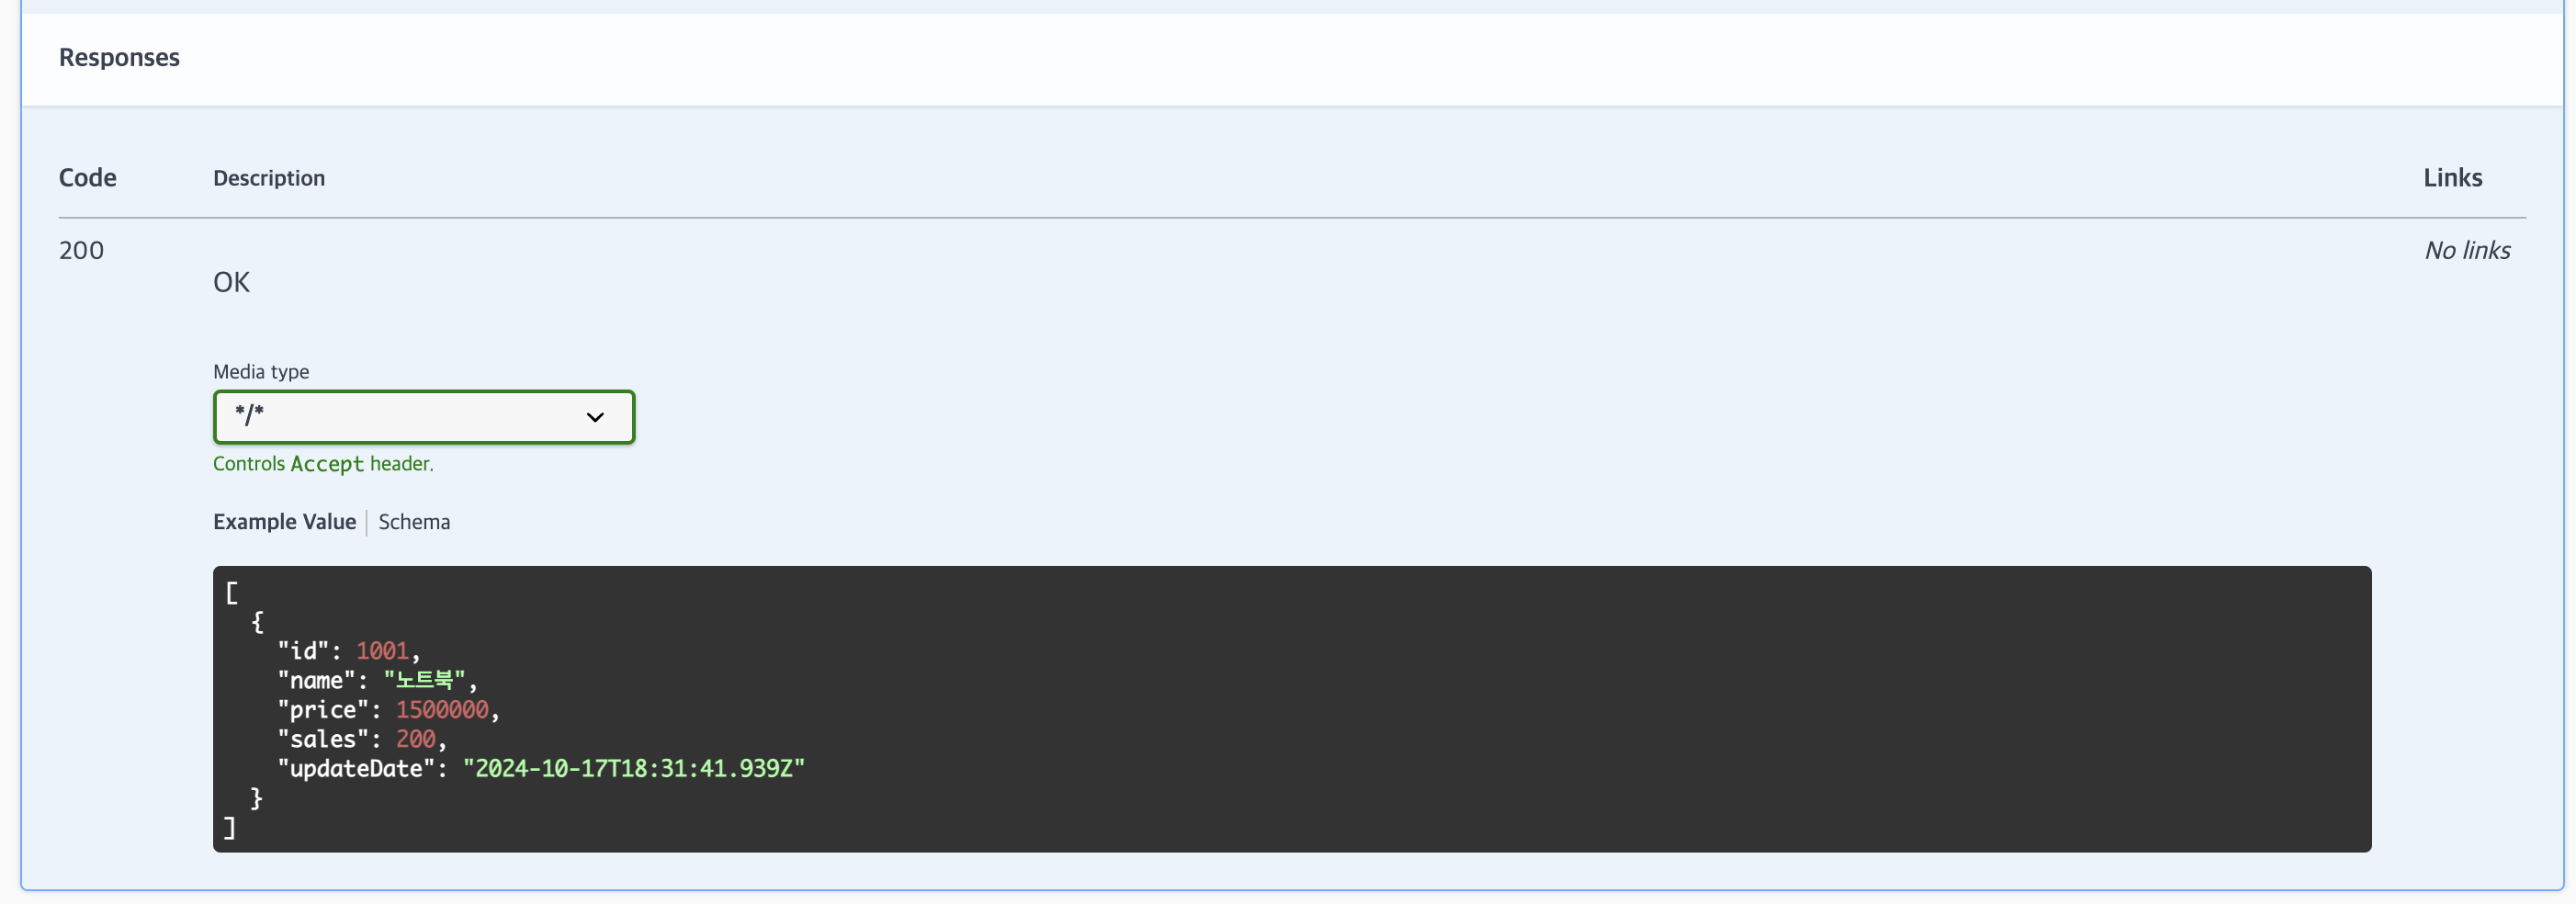 Responses
Code Description Links
200 No links
OK
Media type
*/*
Controls Accept header.
Example Value Schema
[
  {
    "id": 1001,
    "name": "노트북",
    "price": 1500000,
    "sales": 200,
    "updateDate": "2024-10-17T18:31:41.939Z"
  }
]